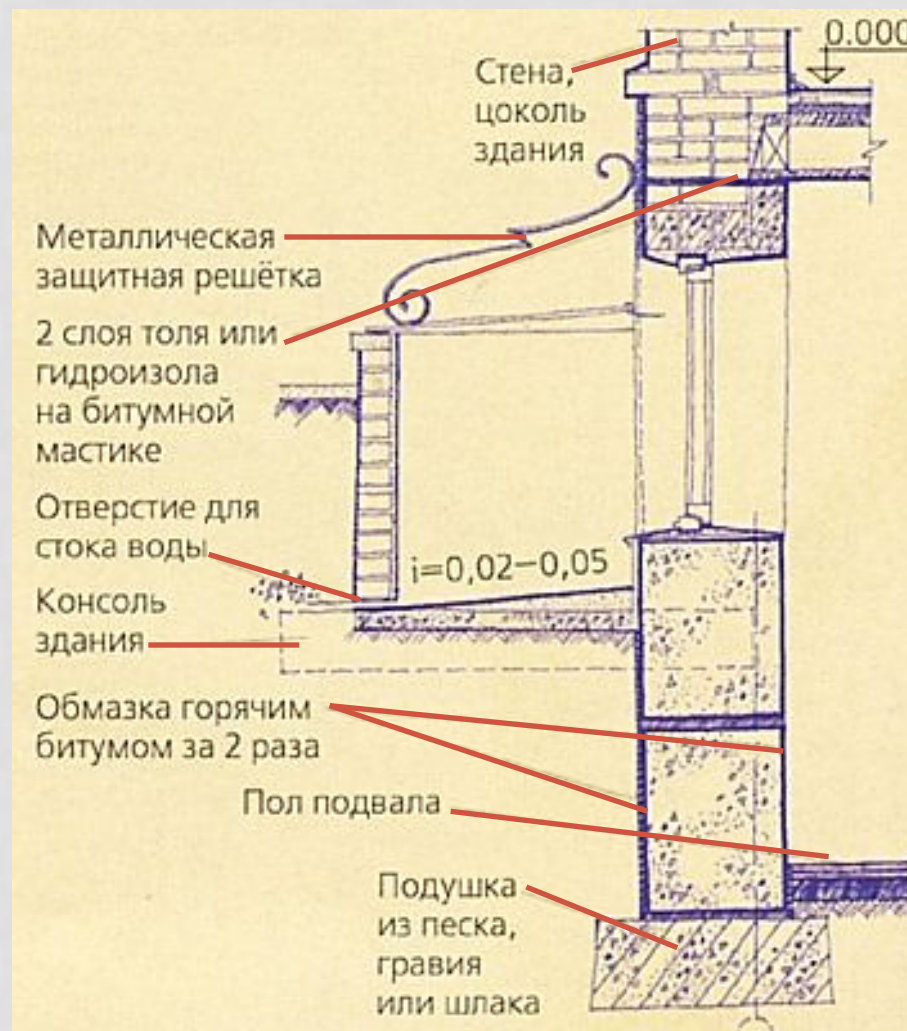 0.000
Стена,
цоколь
здания
Металлическая
защитная решётка
2 слоя толя или
гидроизола
на битумной
мастике
Отверстие для
стока воды
i=0,02−0,05
Консоль
здания
Обмазка горячим
битумом за 2 раза
Пол подвала
Подушка
из песка,
гравия
или шлака